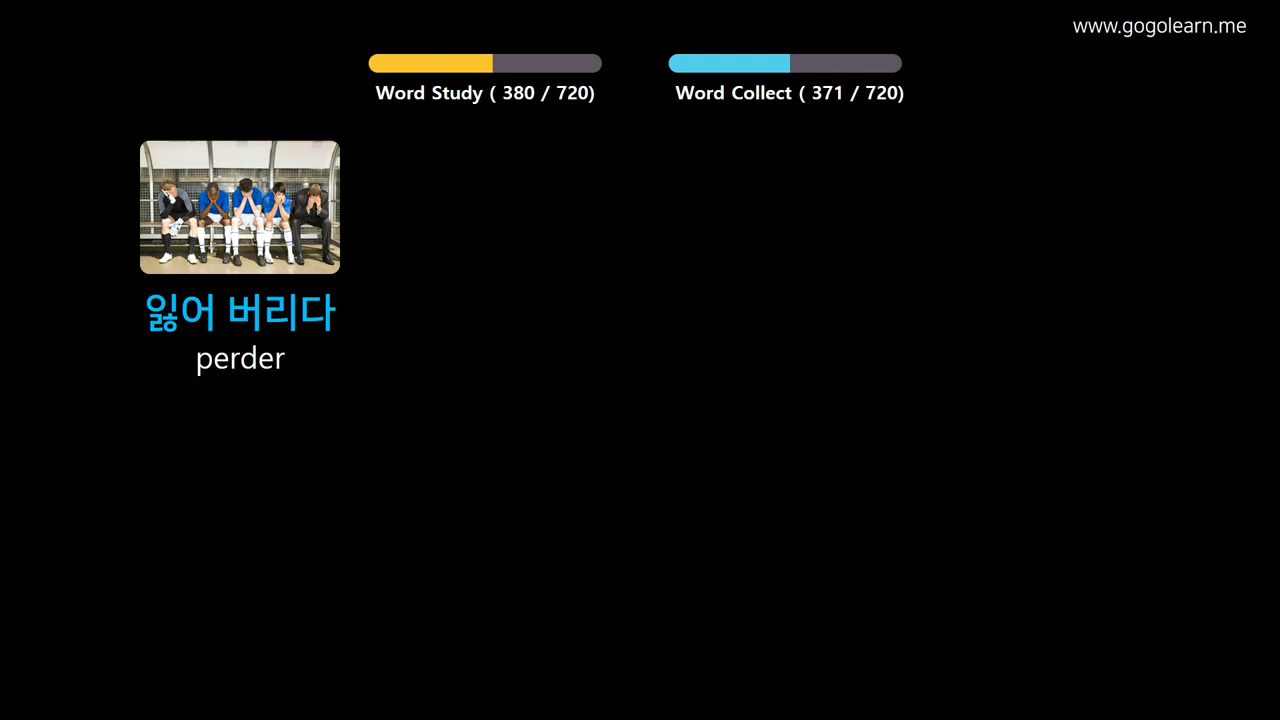 www.gogolearn.me
Word Study ( 380 / 720)
Word Collect ( 371 / 720)
잃어 버리다
perder